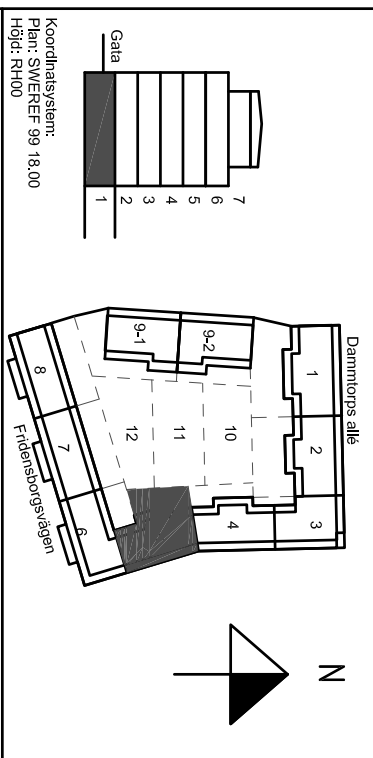 Koordinatsystem:
Plan: SWEREF 99 18.00
Höjd: RH00
Gata
1
2
3
4
5
6
7
Dammtorps allé
1
2
3
4
9-1
9-2
10
11
12
8
7
6
Fridensborgsvägen
N